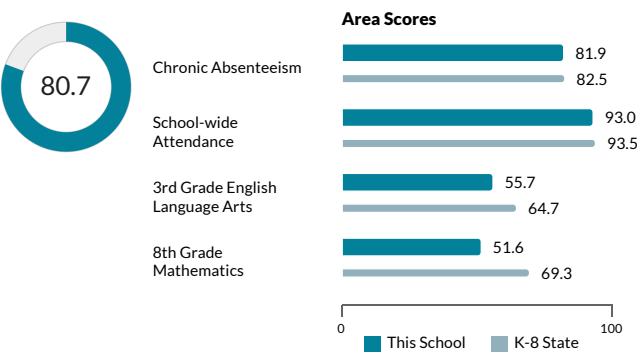 Area Scores
80.7
Chronic Absenteeism
81.9
82.5
School-wide
Attendance
93.0
93.5
3rd Grade English
Language Arts
55.7
64.7
8th Grade
Mathematics
51.6
69.3
0 100
This School K-8 State